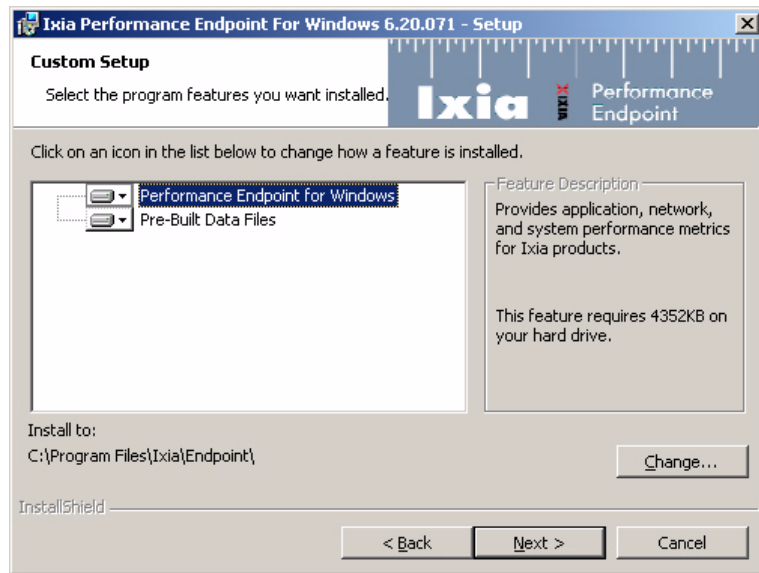 Ixia Performance Endpoint For Windows 6.20.071 - Setup
Custom Setup
Select the program features you want installed.
Ixia
IXIA
Performance
Endpoint
Click on an icon in the list below to change how a feature is installed.
Performance Endpoint for Windows
Pre-Built Data Files
Feature Description
Provides application, network,
and system performance metrics
for Ixia products.
This feature requires 4352KB on
your hard drive.
Install to:
C:\Program Files\Ixia\Endpoint\
Change...
InstallShield
< Back
Next >
Cancel